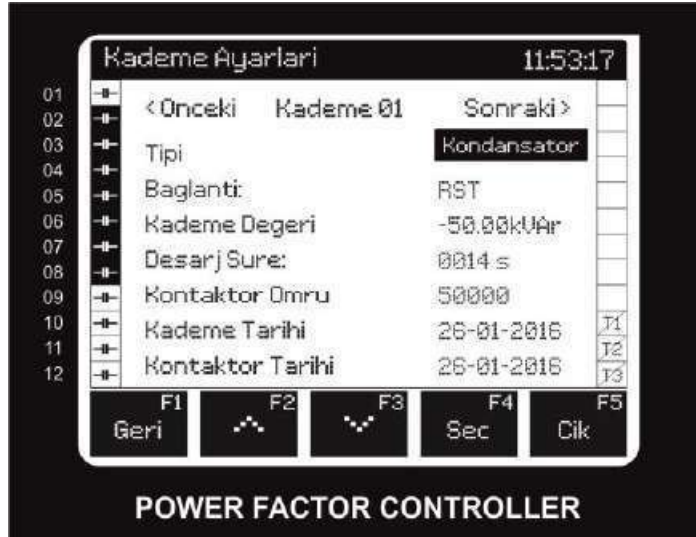 Kademe Ayarlari 11:53:17
<Onceki Kademe 01 Sonraki>
Tipi Kondansator
Baglanti: RST
Kademe Degeri -50.00kVAr
Desarj Sure: 0014 s
Kontaktor Omru 50000
Kademe Tarihi 26-01-2016
Kontaktor Tarihi 26-01-2016
01
02
03
04
05
06
07
08
09
10
11
12
T1
T2
T3
F1 F2 F3 F4 F5
Geri Sec Cik
POWER FACTOR CONTROLLER